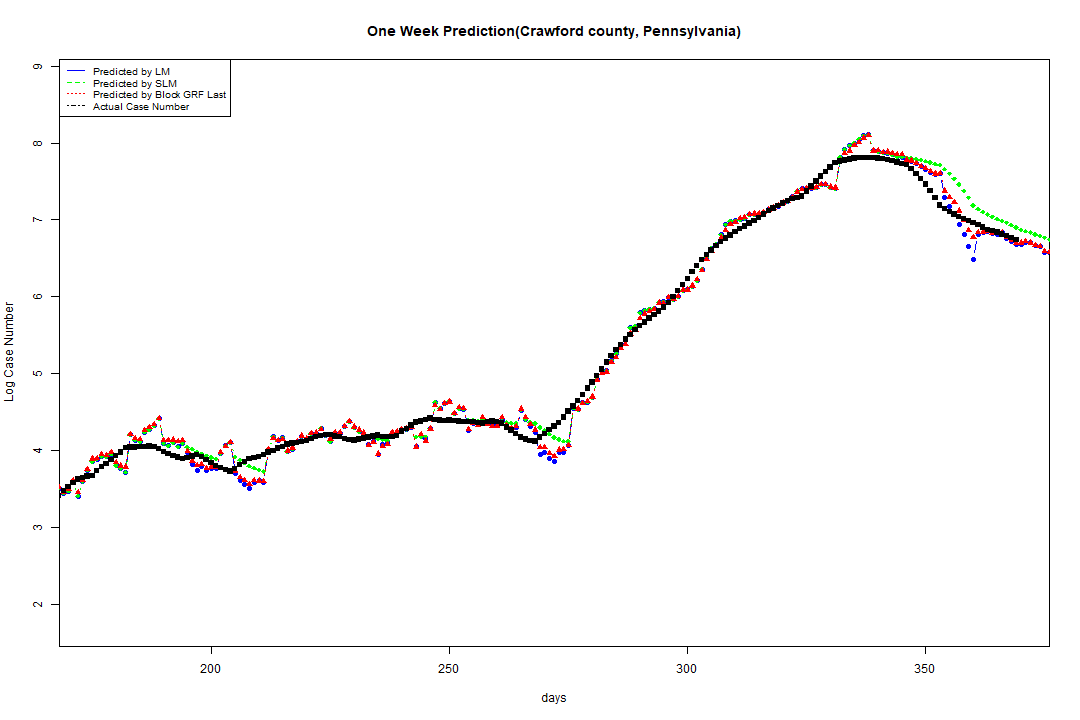 One Week Prediction(Crawford county, Pennsylvania)
Predicted by LM
Predicted by SLM
Predicted by Block GRF Last
Actual Case Number
9
8
7
6
5
4
3
2
Log Case Number
200 250 300 350
days